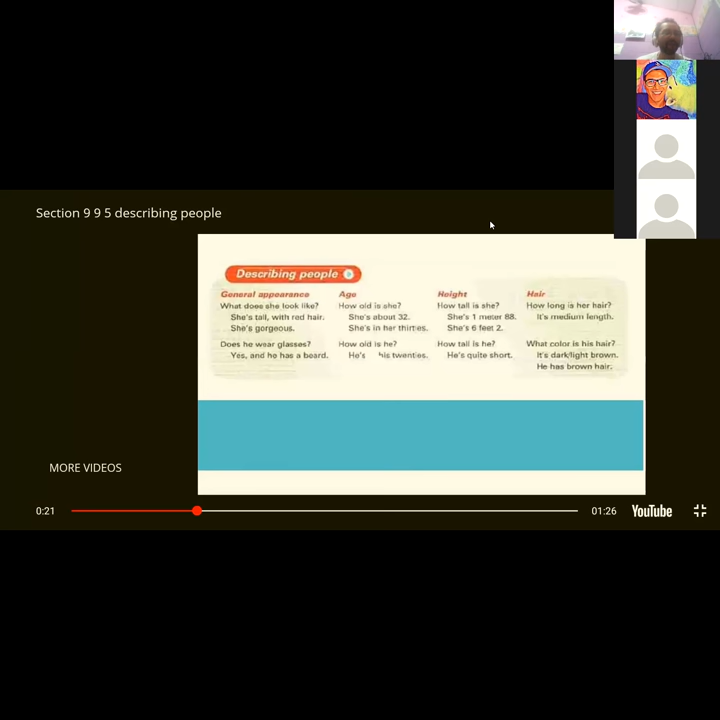 Section 9 9 5 describing people
Describing people
General appearance
What does she look like?
She's tall, with red hair.
She's gorgeous.
Does he wear glasses?
Yes, and he has a beard.
Age
How old is she?
She's about 32.
She's in her thirties.
How old is he?
He's his twenties.
Height
How tall is she?
She's 1 meter 88.
She's 6 feet 2.
How tall is he?
He's quite short.
Hair
How long is her hair?
It's medium length.
What color is his hair?
It's dark/light brown.
He has brown hair.
MORE VIDEOS
0:21
01:26
YouTube